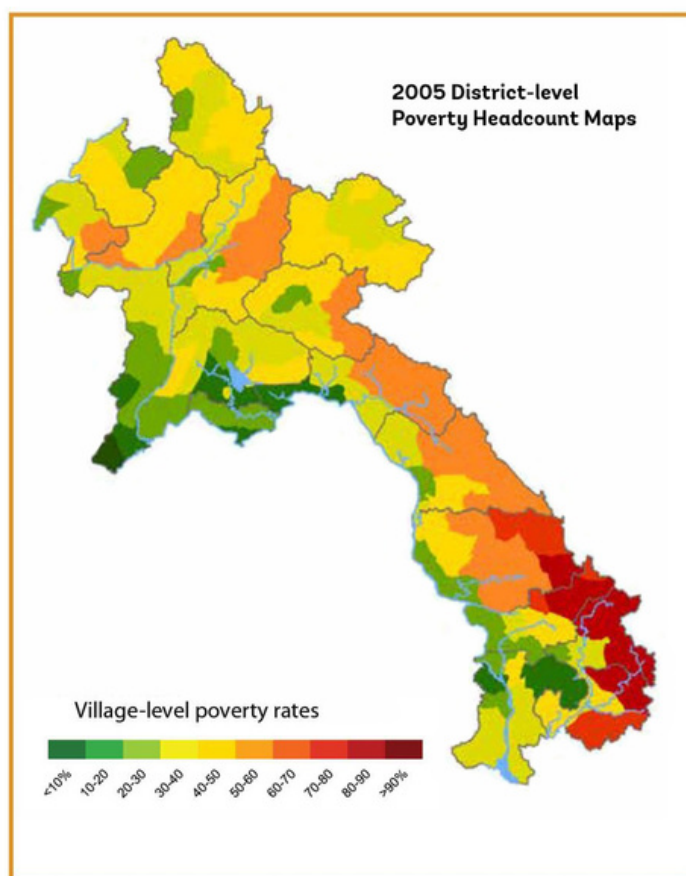 2005 District-level
Poverty Headcount Maps
Village-level poverty rates
<10% 10-20 20-30 30-40 40-50 50-60 60-70 70-80 80-90 >90%